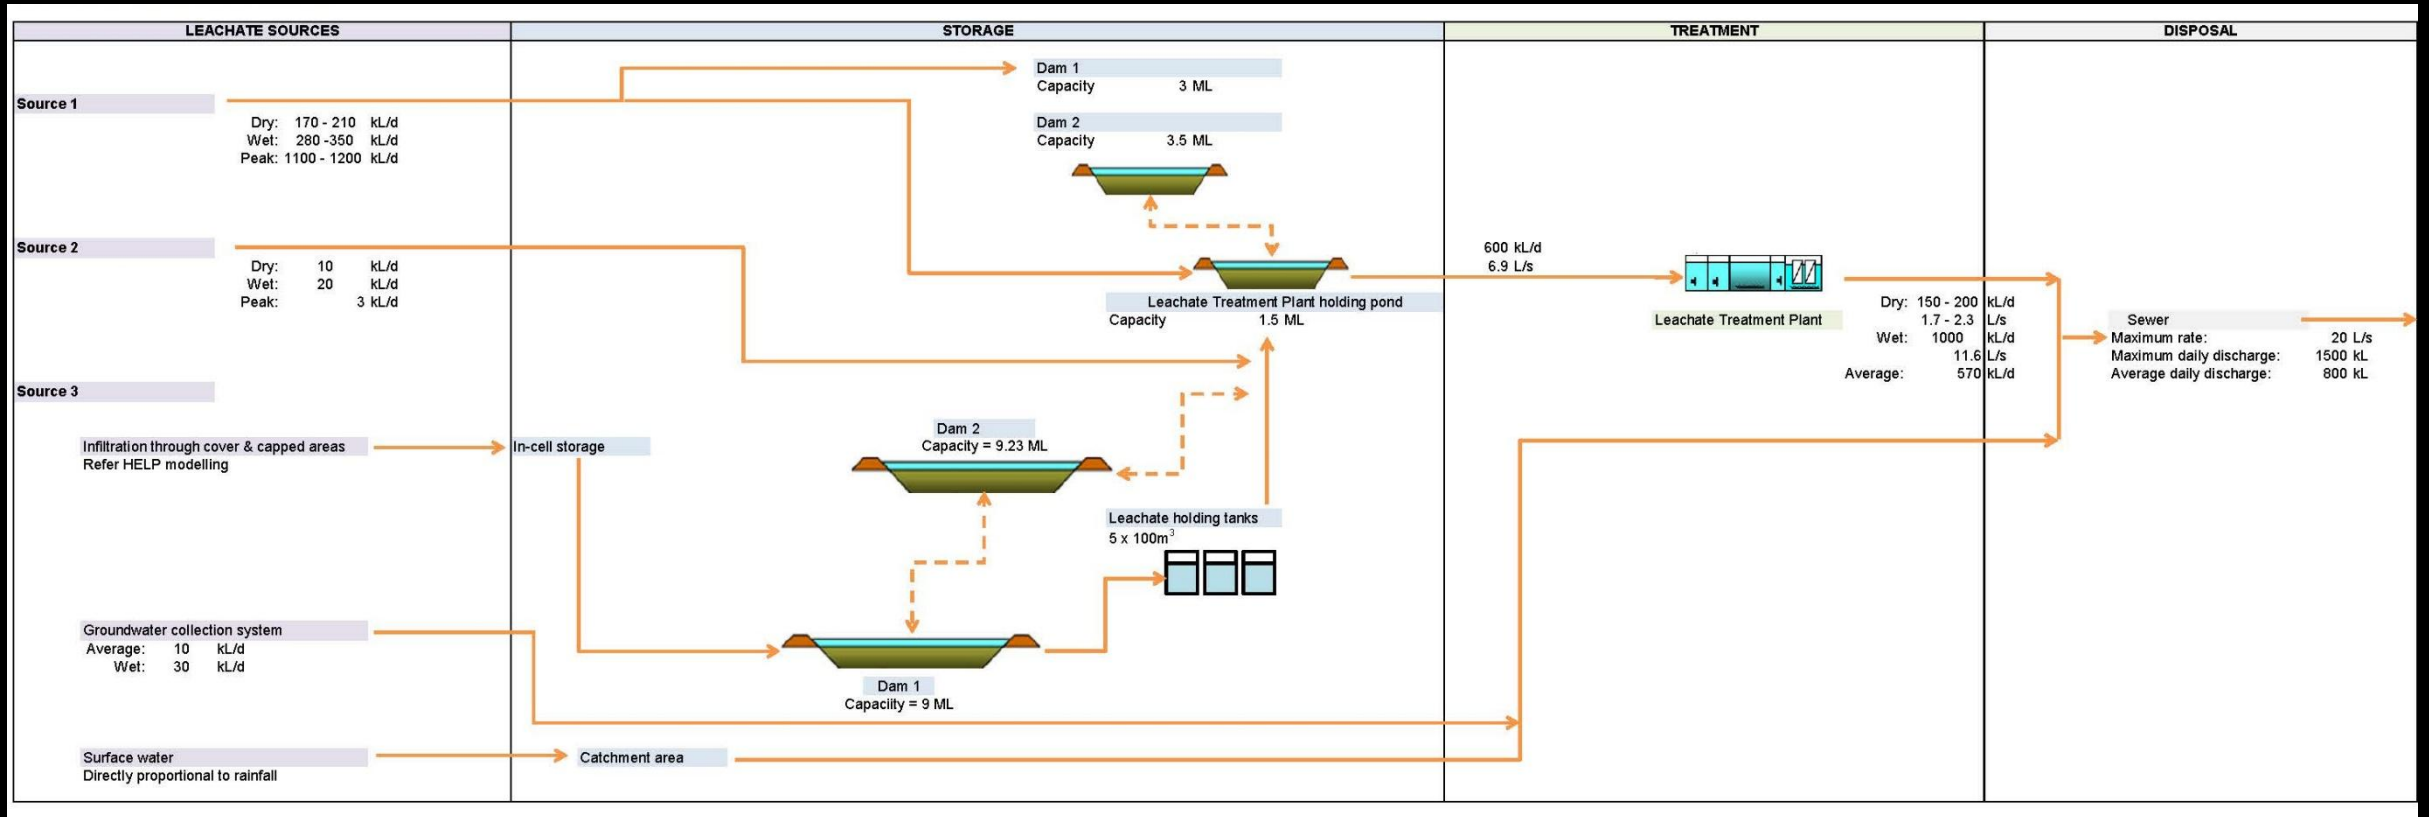 LEACHATE SOURCES
STORAGE
TREATMENT
DISPOSAL
Source 1
Dry: 170 - 210 kL/d
Wet: 280 -350 kL/d
Peak: 1100 - 1200 kL/d
Dam 1
Capacity 3 ML
Dam 2
Capacity 3.5 ML
Source 2
Dry: 10 kL/d
Wet: 20 kL/d
Peak: 3 kL/d
Leachate Treatment Plant holding pond
Capacity 1.5 ML
600 kL/d
6.9 L/s
Leachate Treatment Plant
Dry: 150 - 200 kL/d
1.7 - 2.3 L/s
Wet: 1000 kL/d
11.6 L/s
Average: 570 kL/d
Sewer
Maximum rate: 20 L/s
Maximum daily discharge: 1500 kL
Average daily discharge: 800 kL
Source 3
Infiltration through cover & capped areas
Refer HELP modelling
In-cell storage
Dam 2
Capacity = 9.23 ML
Leachate holding tanks
5 x 100m³
Groundwater collection system
Average: 10 kL/d
Wet: 30 kL/d
Dam 1
Capaciity = 9 ML
Surface water
Directly proportional to rainfall
Catchment area